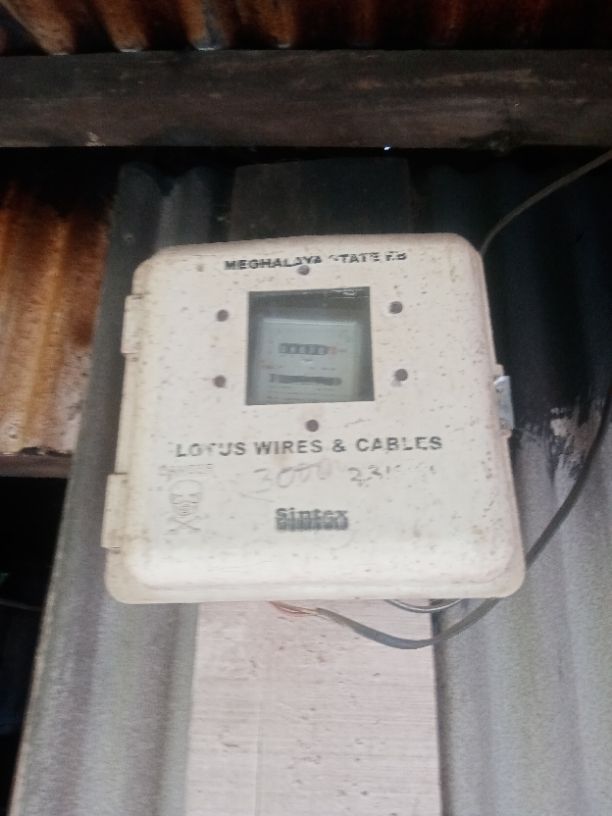 MEGHALAYA STATE EB
LOTUS WIRES & CABLES
DANGER
3000
Sintex